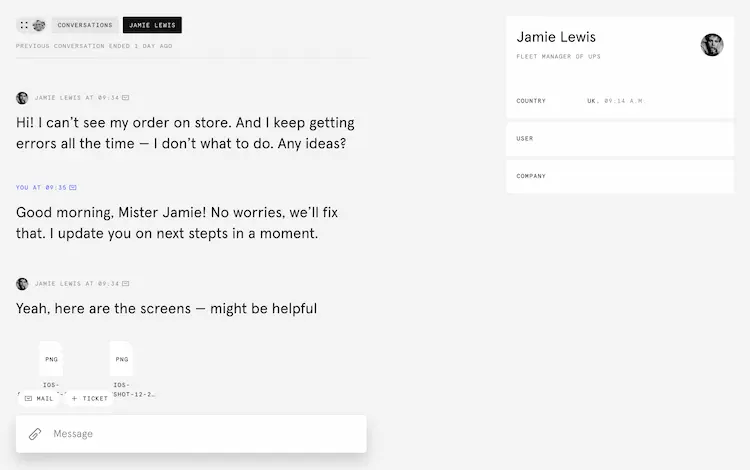 CONVERSATIONS
JAMIE LEWIS
PREVIOUS CONVERSATION ENDED 1 DAY AGO
JAMIE LEWIS AT 09:34
Hi! I can’t see my order on store. And I keep getting
errors all the time — I don’t what to do. Any ideas?
YOU AT 09:35
Good morning, Mister Jamie! No worries, we’ll fix
that. I update you on next stepts in a moment.
JAMIE LEWIS AT 09:34
Yeah, here are the screens — might be helpful
PNG
PNG
IOS-
IOS-
SHOT-12-2…
MAIL
+ TICKET
Message
Jamie Lewis
FLEET MANAGER OF UPS
COUNTRY
UK. 09:14 A.M
USER
COMPANY